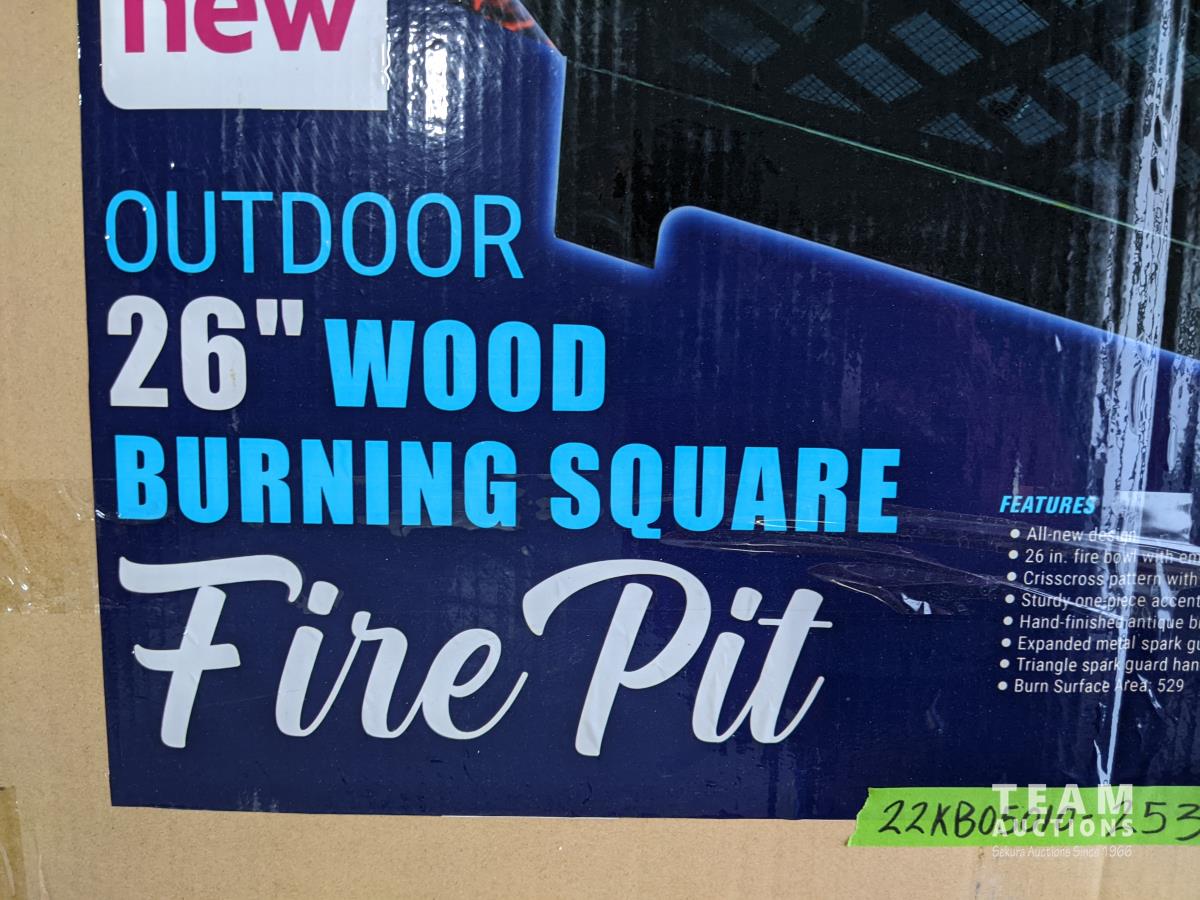 new
OUTDOOR
26" WOOD
BURNING SQUARE
Fire Pit
FEATURES
• All-new design
• 26 in. fire bowl with
• Crisscross pattern with
• Sturdy one-piece accent
• Hand-finished antique
• Expanded metal spark
• Triangle spark guard
• Burn Surface Area: 529
TEAM
AUCTIONS
Sekura Auctions Since 1966